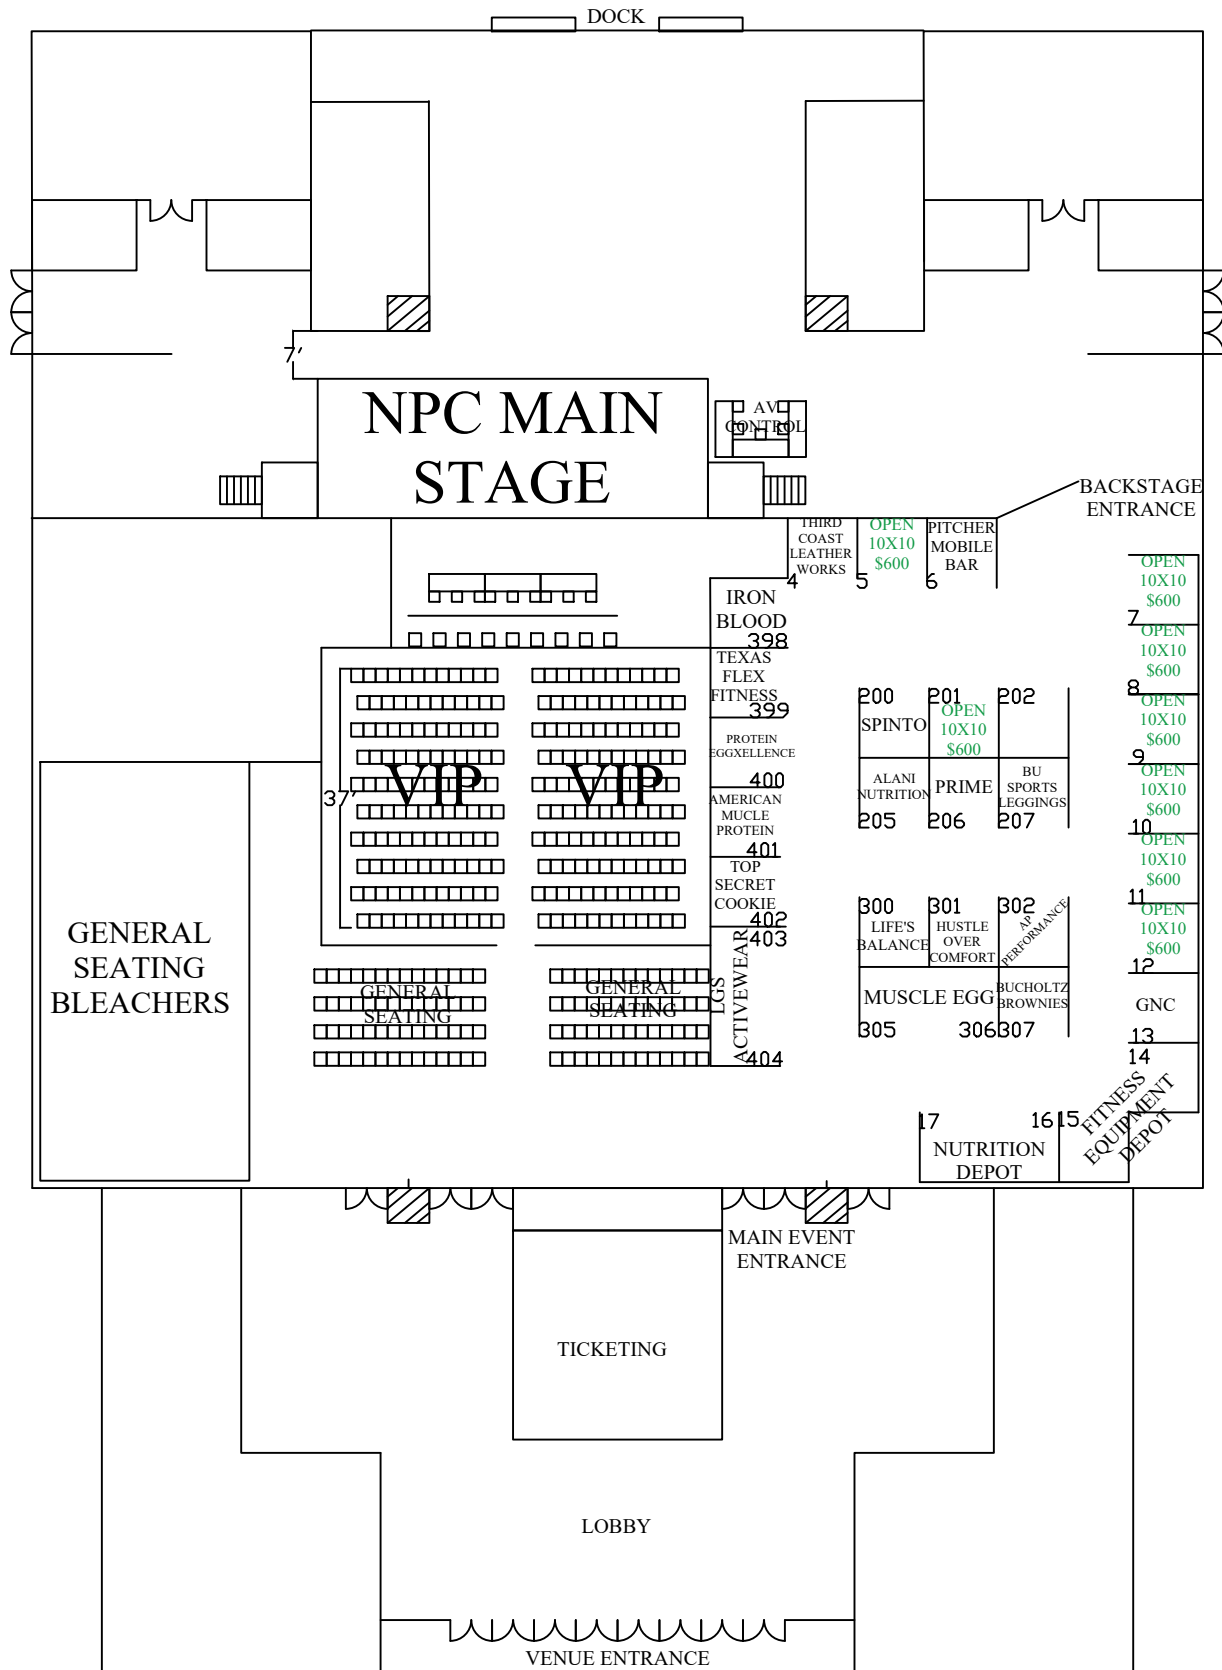 DOCK
7'
NPC MAIN
STAGE
AV
CONTROL
BACKSTAGE
ENTRANCE
THIRD
COAST
LEATHER
WORKS
4
OPEN
10X10
$600
5
PITCHER
MOBILE
BAR
6
OPEN
10X10
$600
7
OPEN
10X10
$600
8
OPEN
10X10
$600
9
OPEN
10X10
$600
10
OPEN
10X10
$600
11
OPEN
10X10
$600
12
GNC
13
14
FITNESS
EQUIPMENT
DEPOT
15
16
17
NUTRITION
DEPOT
IRON
BLOOD
398
TEXAS
FLEX
FITNESS
399
PROTEIN
EGGXELLENCE
400
AMERICAN
MUCLE
PROTEIN
401
TOP
SECRET
COOKIE
402
403
LGS
ACTIVEWEAR
404
200
SPINTO
201
OPEN
10X10
$600
202
ALANI
NUTRITION
205
PRIME
206
BU
SPORTS
LEGGINGS
207
300
LIFE'S
BALANCE
301
HUSTLE
OVER
COMFORT
302
AP
PERFORMANCE
MUSCLE EGG
305
306
BUCHOLTZ
BROWNIES
307
VIP
VIP
37'
GENERAL
SEATING
BLEACHERS
GENERAL
SEATING
GENERAL
SEATING
MAIN EVENT
ENTRANCE
TICKETING
LOBBY
VENUE ENTRANCE